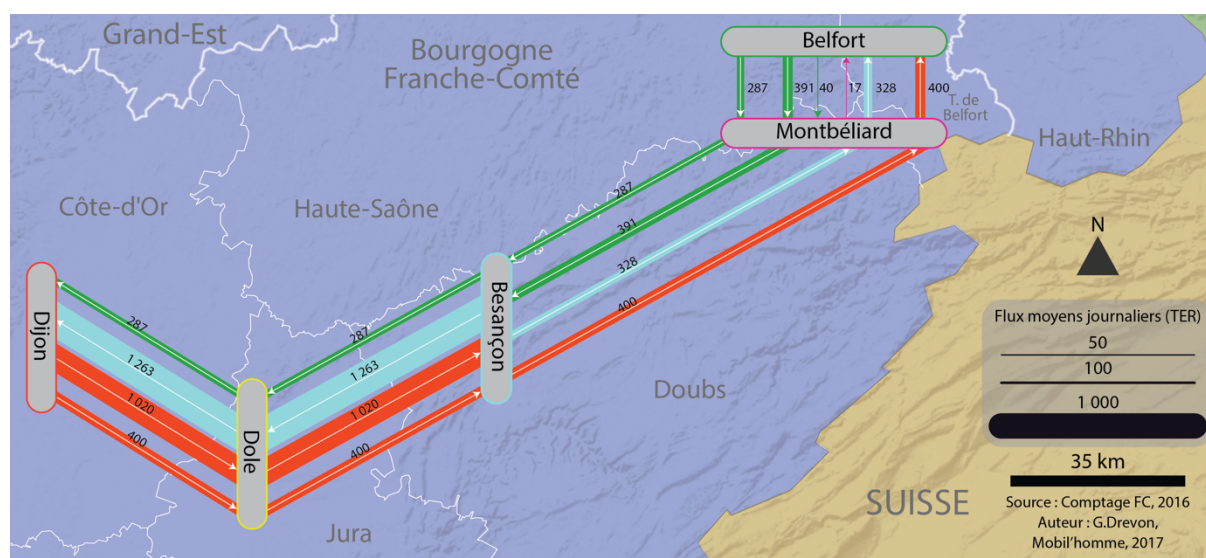 Grand-Est
Bourgogne
Franche-Comté
Belfort
287
391
40
17
328
400
T. de
Belfort
Montbéliard
Haut-Rhin
Côte-d'Or
Haute-Saône
287
391
328
400
N
Dijon
Besançon
Dole
287
1 263
1 020
400
287
1 263
1 020
400
Doubs
Jura
SUISSE
Flux moyens journaliers (TER)
50
100
1 000
35 km
Source : Comptage FC, 2016
Auteur : G.Drevon,
Mobil'homme, 2017